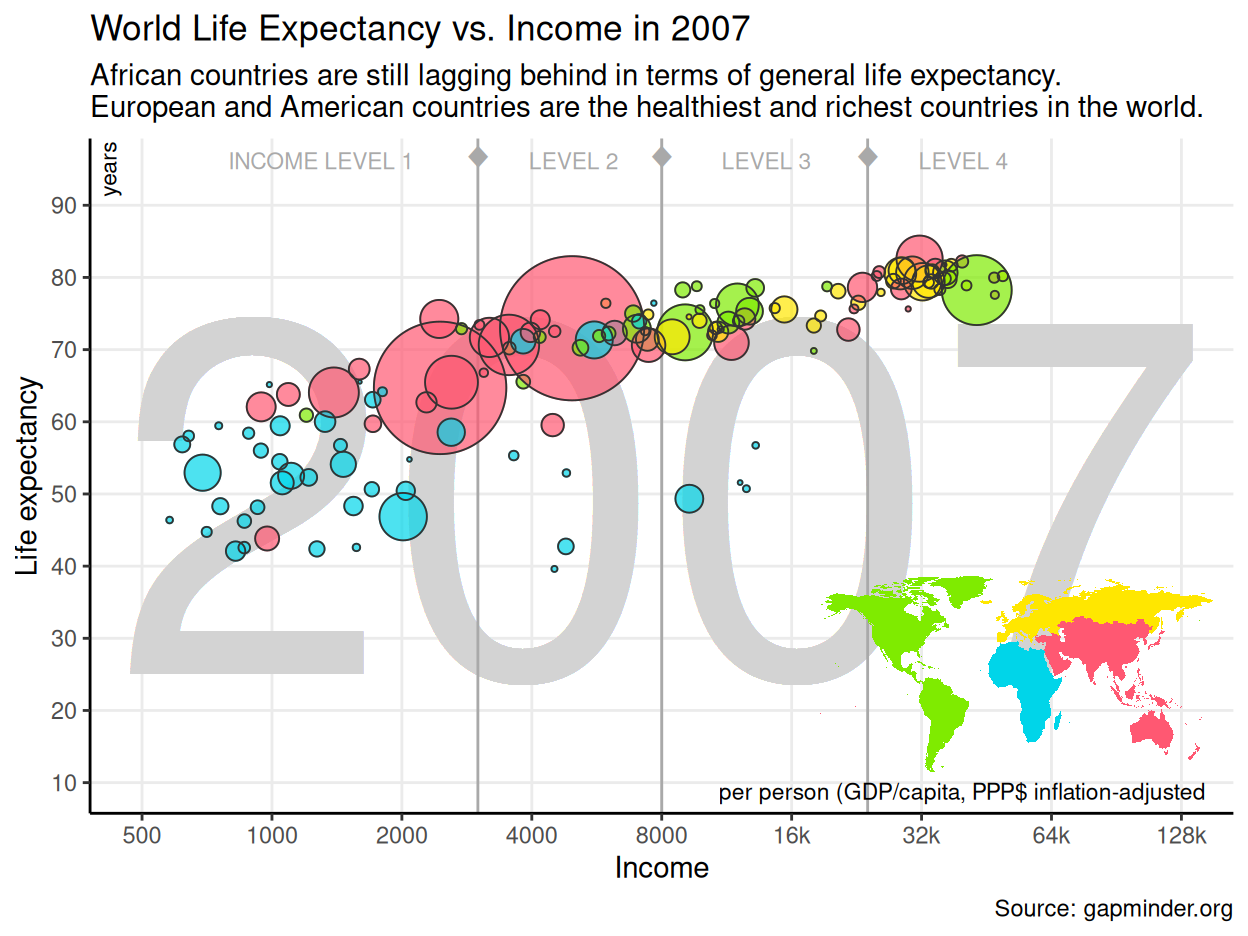 World Life Expectancy vs. Income in 2007
African countries are still lagging behind in terms of general life expectancy.
European and American countries are the healthiest and richest countries in the world.
years
INCOME LEVEL 1 LEVEL 2 LEVEL 3 LEVEL 4
90
80
70
60
50
40
30
20
10
Life expectancy
2007
per person (GDP/capita, PPP$ inflation-adjusted
500 1000 2000 4000 8000 16k 32k 64k 128k
Income
Source: gapminder.org